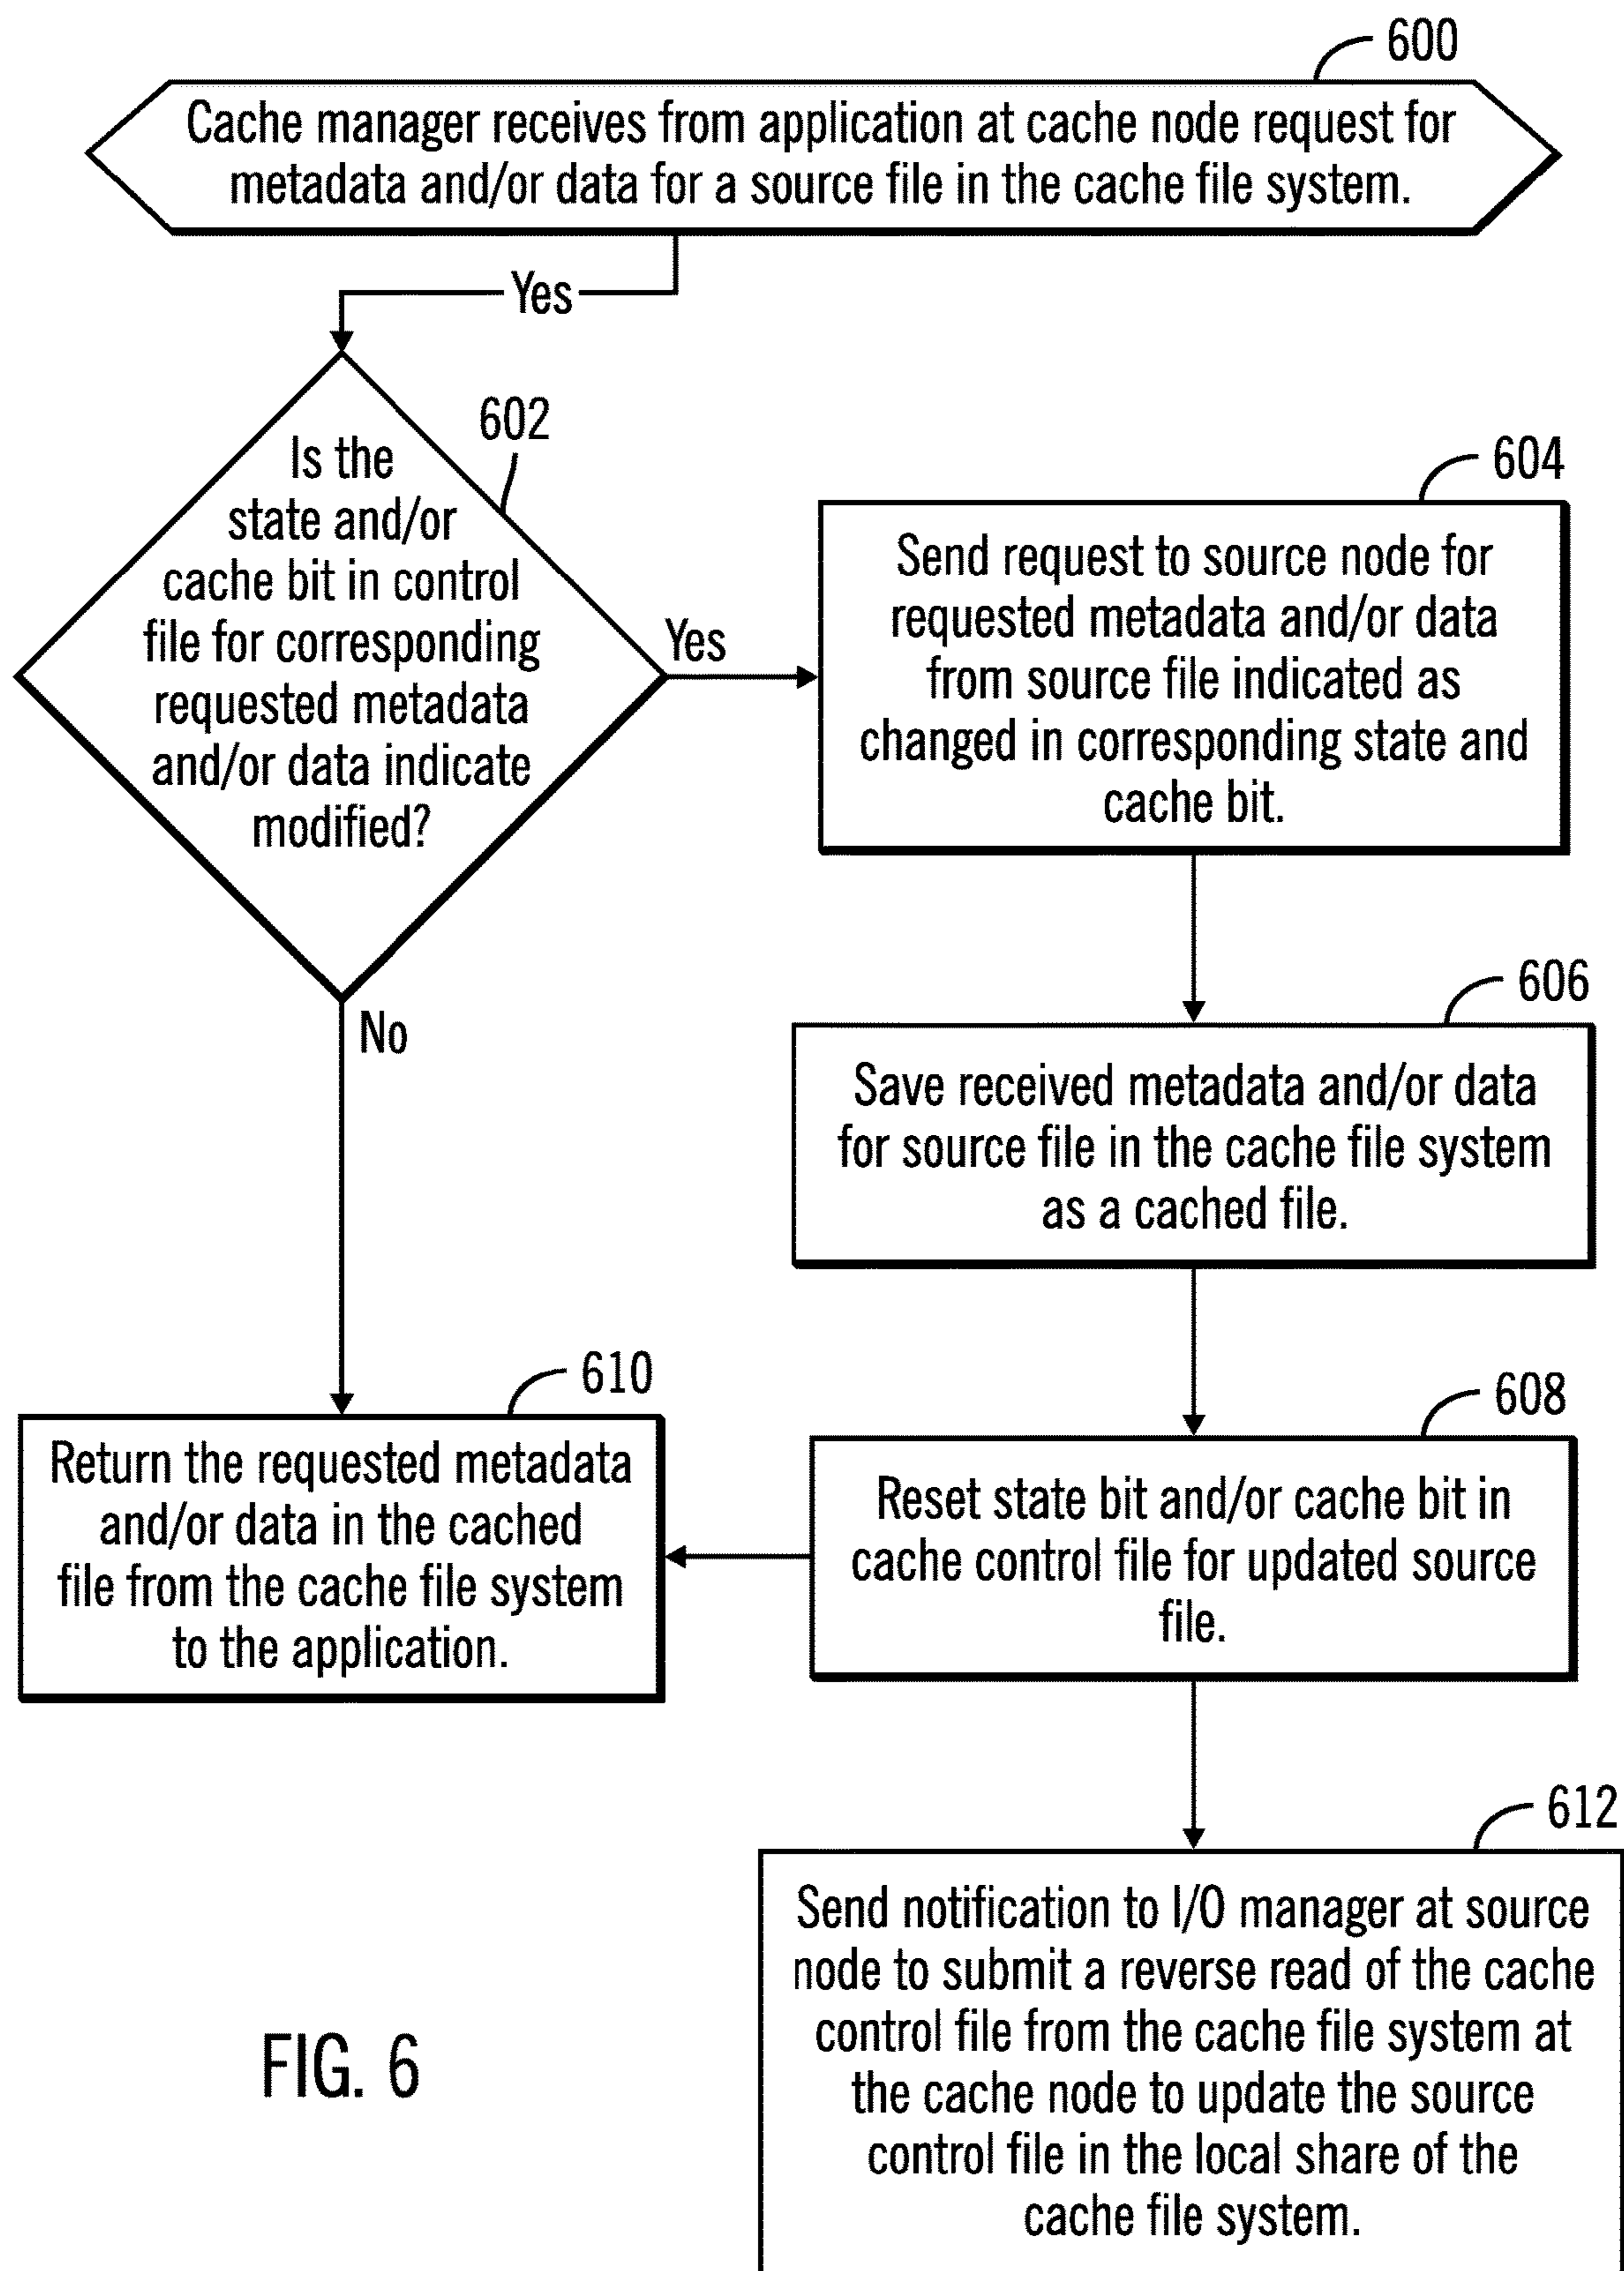 600
Cache manager receives from application at cache node request for
metadata and/or data for a source file in the cache file system.
Yes
602
Is the
state and/or
cache bit in control
file for corresponding
requested metadata
and/or data indicate
modified?
Yes
No
604
Send request to source node for
requested metadata and/or data
from source file indicated as
changed in corresponding state and
cache bit.
606
Save received metadata and/or data
for source file in the cache file system
as a cached file.
608
Reset state bit and/or cache bit in
cache control file for updated source
file.
610
Return the requested metadata
and/or data in the cached
file from the cache file system
to the application.
612
Send notification to I/O manager at source
node to submit a reverse read of the cache
control file from the cache file system at
the cache node to update the source
control file in the local share of the
cache file system.
FIG. 6